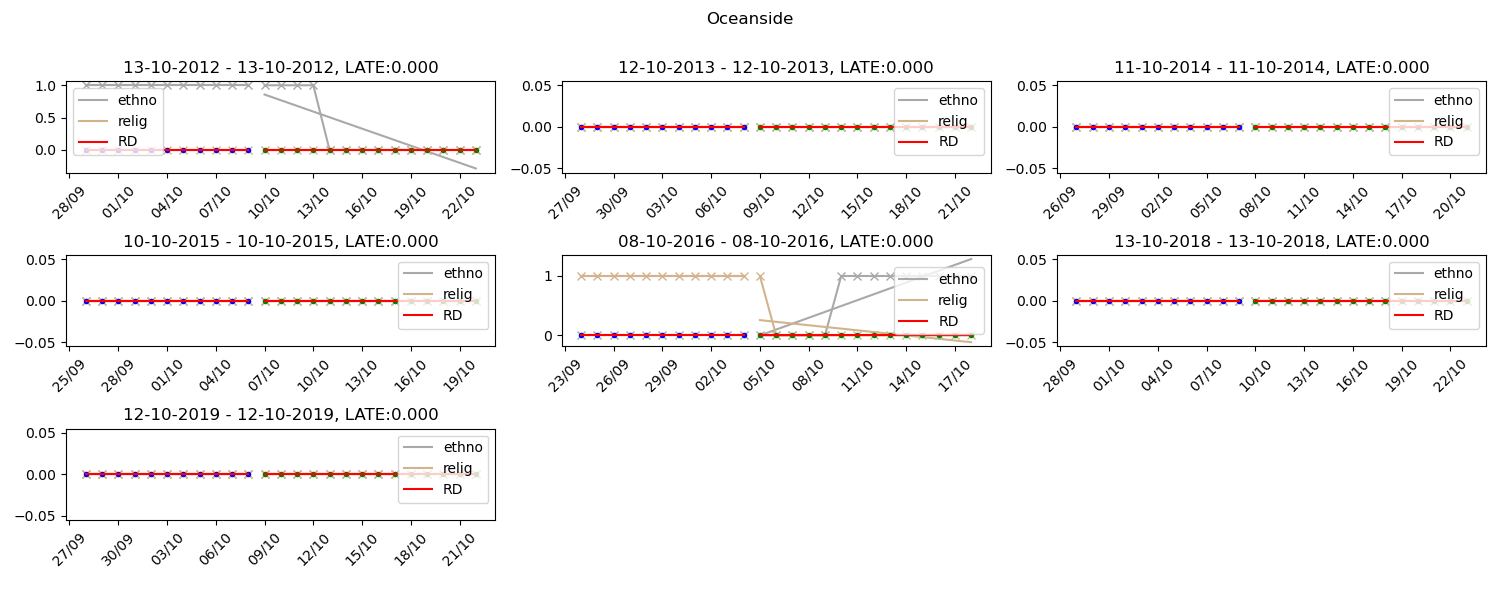 Oceanside
13-10-2012 - 13-10-2012, LATE:0.000
1.0
0.5
0.0
ethno
relig
RD
28/09 01/10 04/10 07/10 10/10 13/10 16/10 19/10 22/10
12-10-2013 - 12-10-2013, LATE:0.000
0.05
0.00
−0.05
ethno
relig
RD
27/09 30/09 03/10 06/10 09/10 12/10 15/10 18/10 21/10
11-10-2014 - 11-10-2014, LATE:0.000
0.05
0.00
−0.05
ethno
relig
RD
26/09 29/09 02/10 05/10 08/10 11/10 14/10 17/10 20/10
10-10-2015 - 10-10-2015, LATE:0.000
0.05
0.00
−0.05
ethno
relig
RD
25/09 28/09 01/10 04/10 07/10 10/10 13/10 16/10 19/10
08-10-2016 - 08-10-2016, LATE:0.000
1
0
ethno
relig
RD
23/09 26/09 29/09 02/10 05/10 08/10 11/10 14/10 17/10
13-10-2018 - 13-10-2018, LATE:0.000
0.05
0.00
−0.05
ethno
relig
RD
28/09 01/10 04/10 07/10 10/10 13/10 16/10 19/10 22/10
12-10-2019 - 12-10-2019, LATE:0.000
0.05
0.00
−0.05
ethno
relig
RD
27/09 30/09 03/10 06/10 09/10 12/10 15/10 18/10 21/10